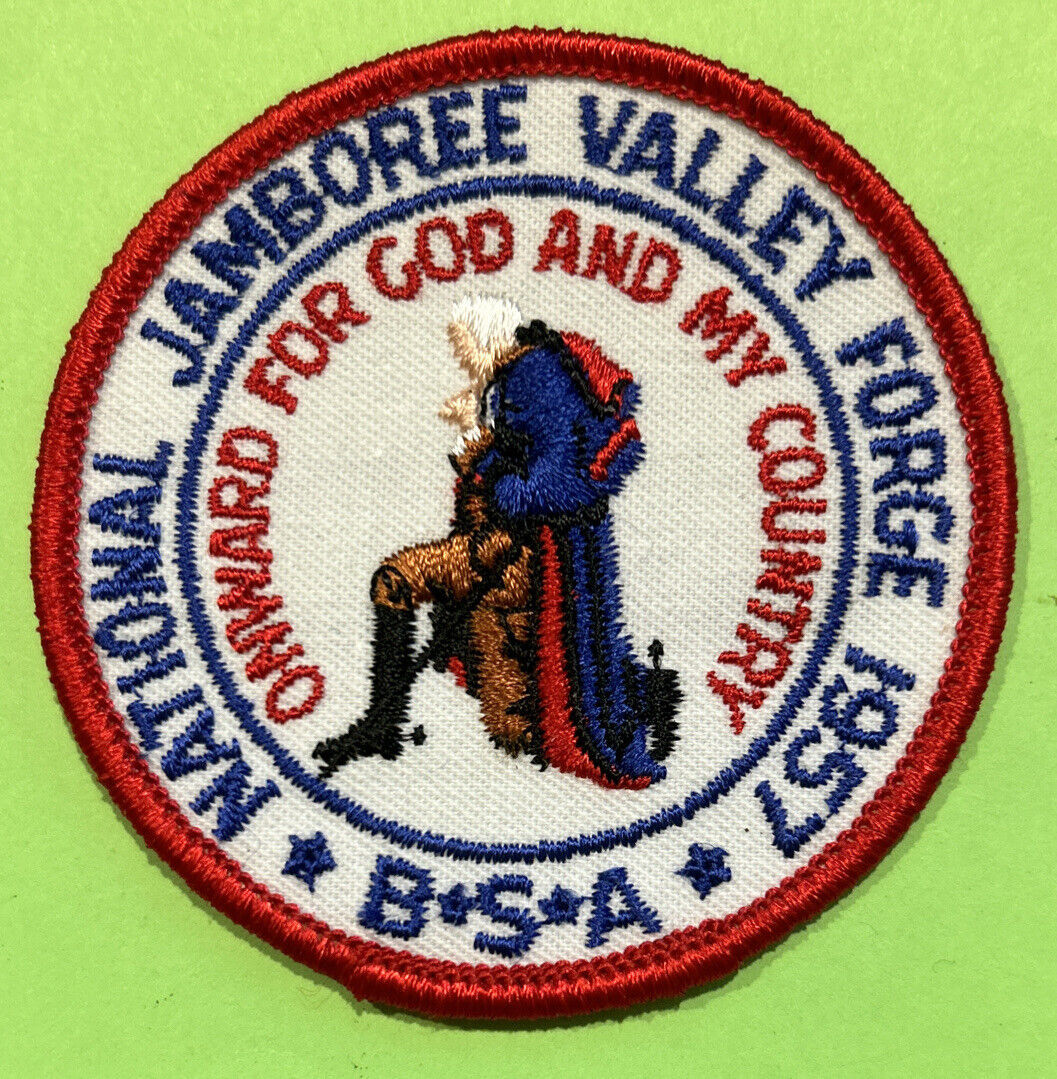 NATIONAL JAMBOREE VALLEY FORGE 1957
ONWARD FOR GOD AND MY COUNTRY
B★S★A